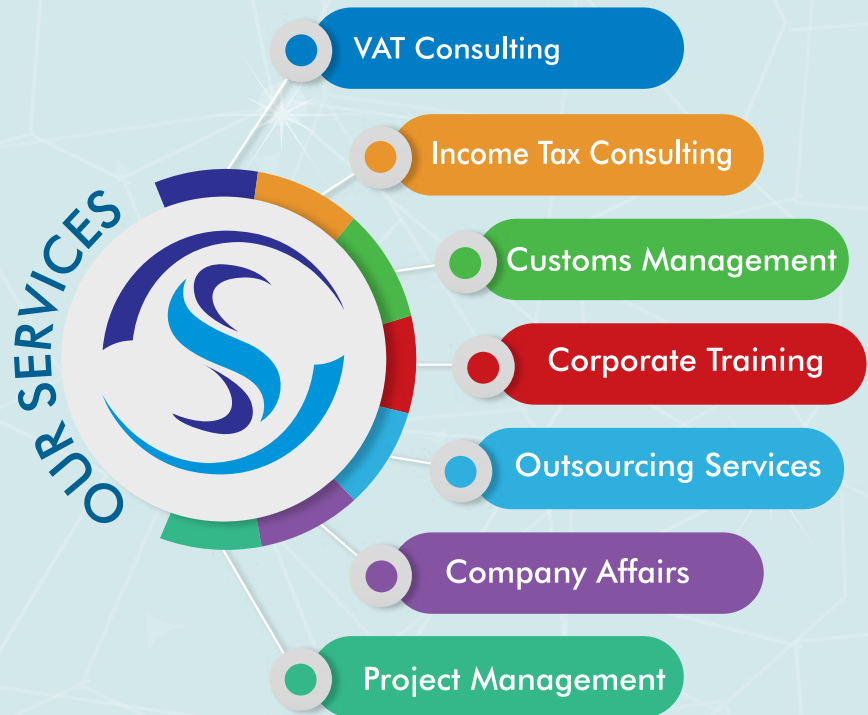 OUR SERVICES
VAT Consulting
Income Tax Consulting
Customs Management
Corporate Training
Outsourcing Services
Company Affairs
Project Management